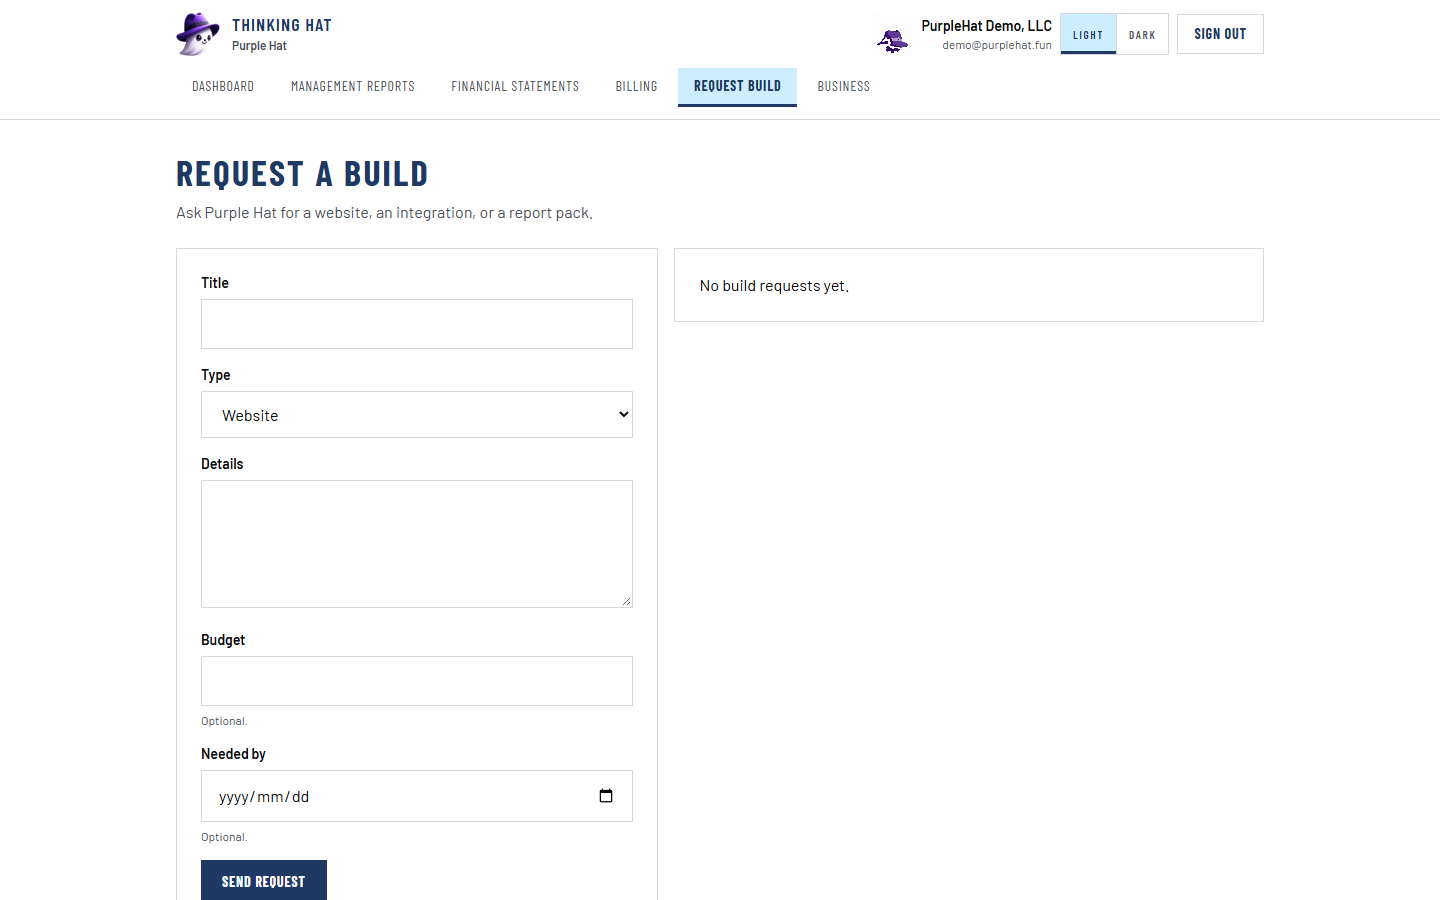 THINKING HAT
Purple Hat
PurpleHat Demo, LLC
demo@purplehat.fun
LIGHT
DARK
SIGN OUT
DASHBOARD
MANAGEMENT REPORTS
FINANCIAL STATEMENTS
BILLING
REQUEST BUILD
BUSINESS
REQUEST A BUILD
Ask Purple Hat for a website, an integration, or a report pack.
Title
Type
Website
Details
Budget
Optional.
Needed by
yyyy/mm/dd
Optional.
SEND REQUEST
No build requests yet.